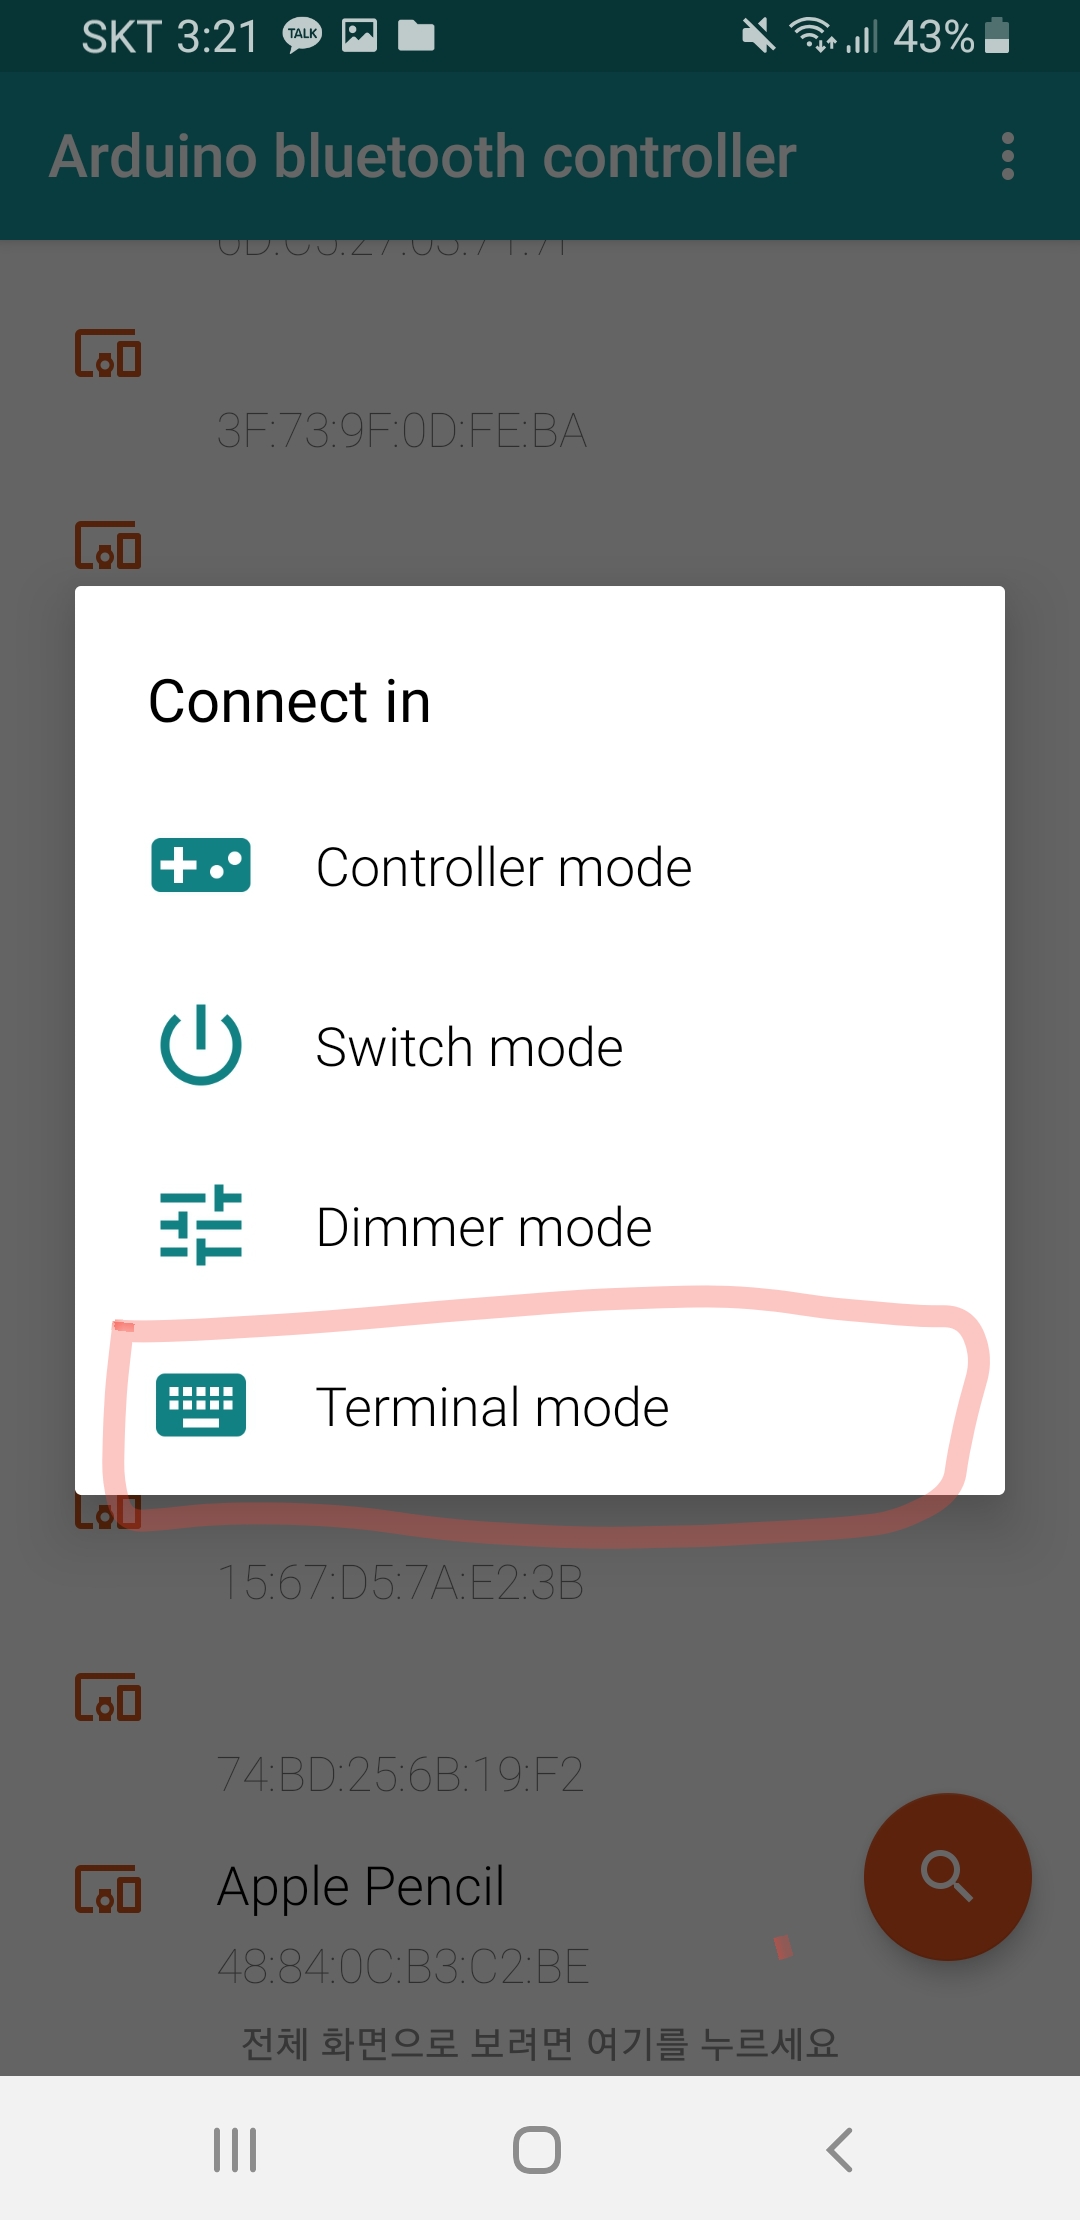 SKT 3:21 TALK 43%
Arduino bluetooth controller
3F:73:9F:0D:FE:BA
Connect in
Controller mode
Switch mode
Dimmer mode
Terminal mode
15:67:D5:7A:E2:3B
74:BD:25:6B:19:F2
Apple Pencil
48:84:0C:B3:C2:BE
전체 화면으로 보려면 여기를 누르세요